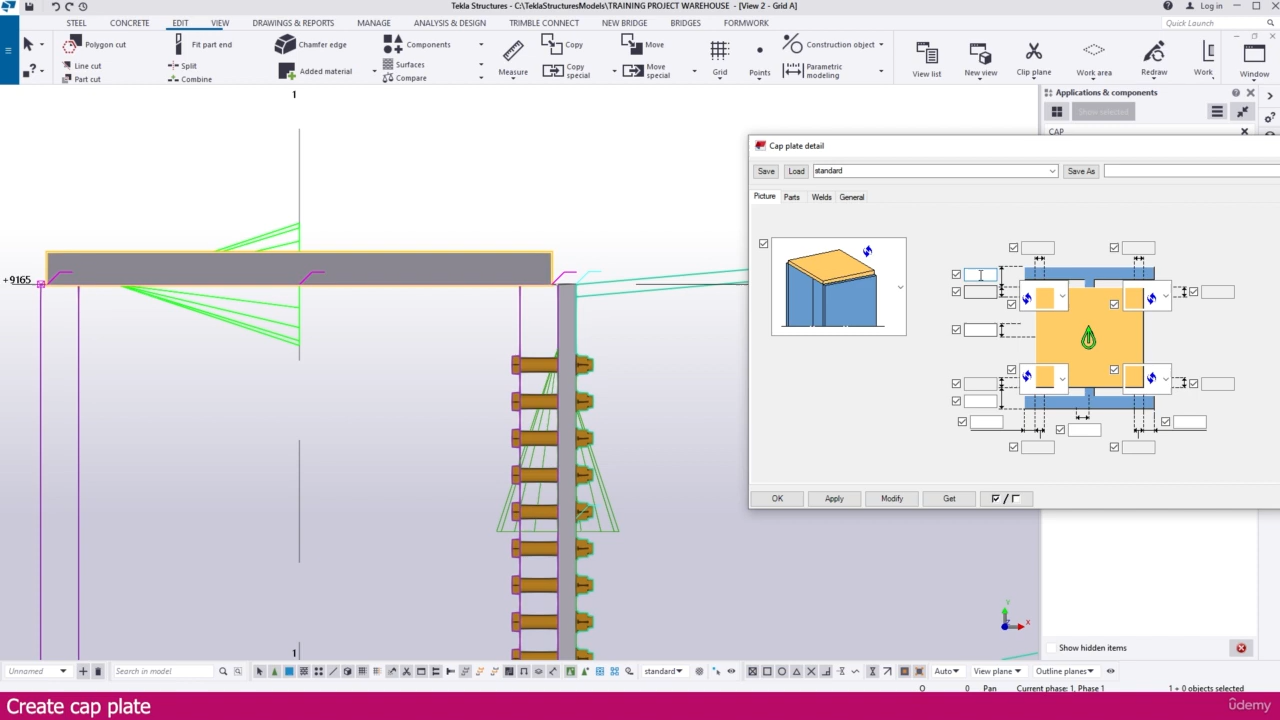 Tekla Structures - C:\TeklaStructuresModels\TRAINING PROJECT WAREHOUSE - [View 2 - Grid A]
Log in
STEEL CONCRETE EDIT VIEW DRAWINGS & REPORTS MANAGE ANALYSIS & DESIGN TRIMBLE CONNECT NEW BRIDGE BRIDGES FORMWORK
Quick Launch
Polygon cut
Line cut
Part cut
Fit part end
Split
Combine
Chamfer edge
Added material
Components
Surfaces
Compare
Measure
Copy
Copy special
Move
Move special
Grid
Points
Construction object
Parametric modeling
View list
New view
Clip plane
Work area
Redraw
Work
Window
1
Applications & components
Share selected
CAP
Cap plate detail
Save
Load
standard
Save As
Picture Parts Welds General
+9165
OK
Apply
Modify
Get
/
Y
X
1
Show hidden items
Unnamed
Search in model
standard
Auto
View plane
Outline planes
O 0 Pan Current phase: 1, Phase 1 1 + 0 objects selected
Create cap plate
ûdemy